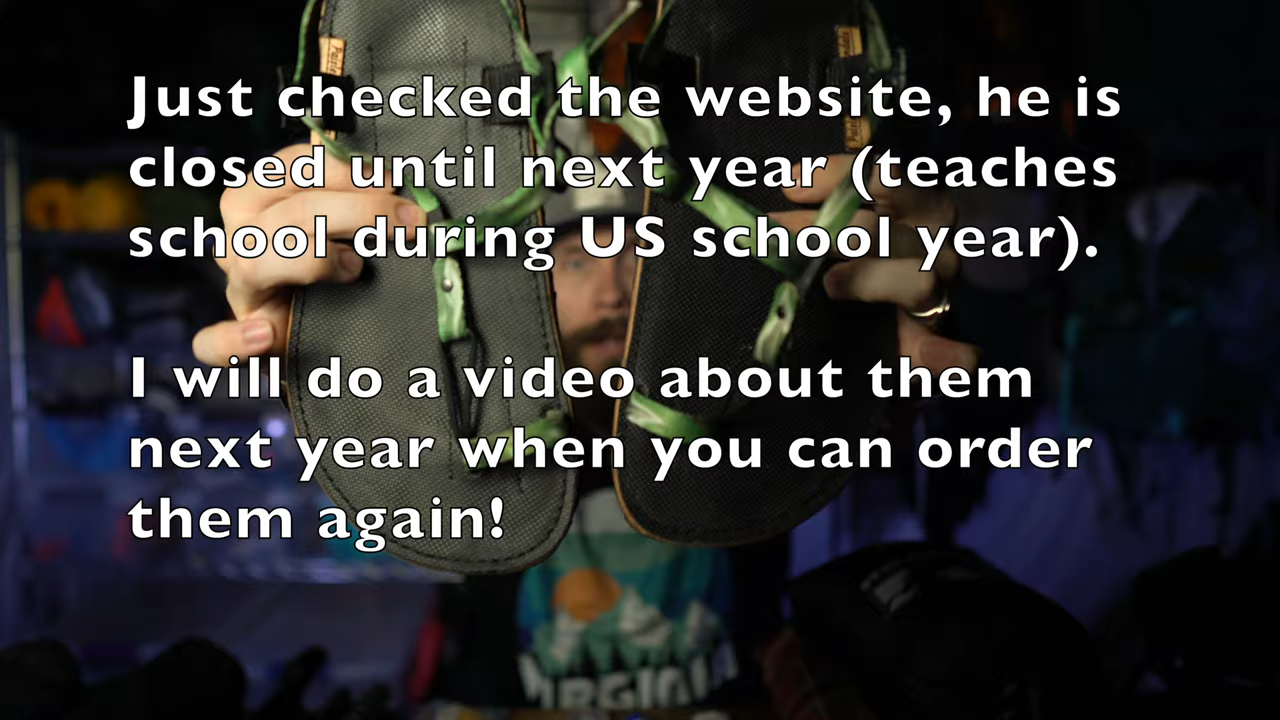 Just checked the website, he is
closed until next year (teaches
school during US school year).
I will do a video about them
next year when you can order
them again!